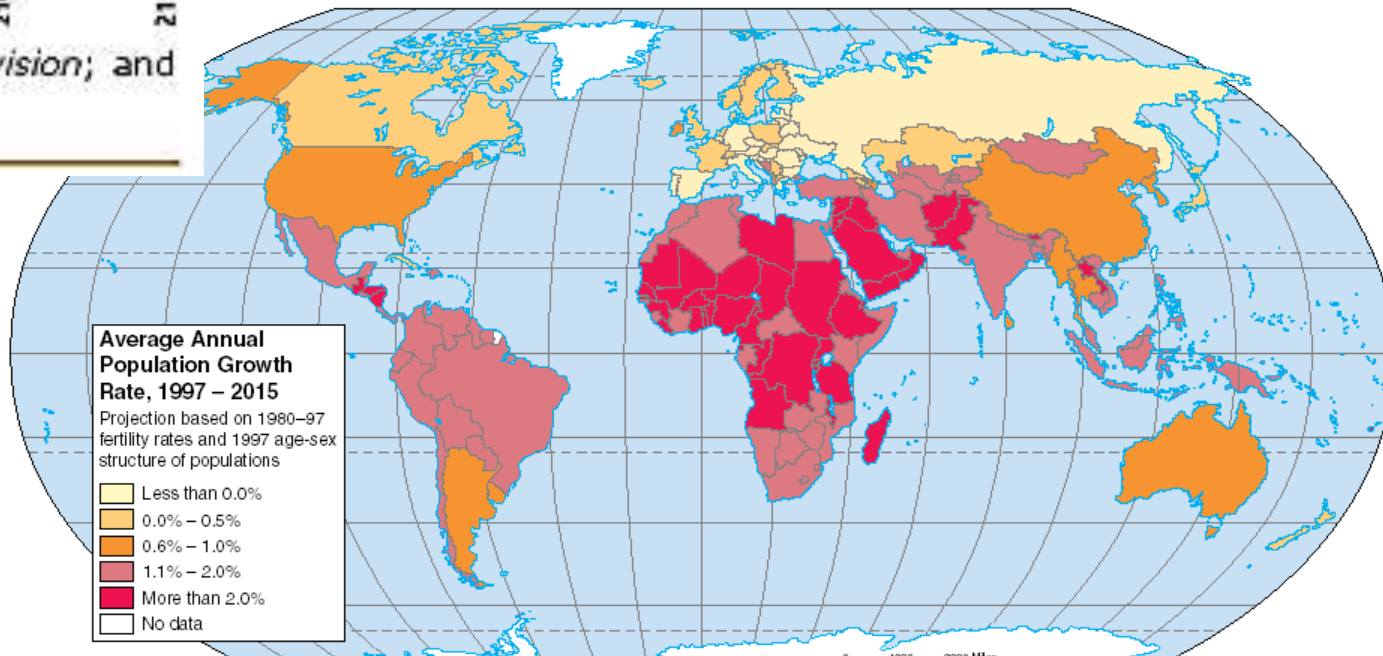 21
vision; and
Average Annual
Population Growth
Rate, 1997 – 2015
Projection based on 1980–97
fertility rates and 1997 age-sex
structure of populations
Less than 0.0%
0.0% – 0.5%
0.6% – 1.0%
1.1% – 2.0%
More than 2.0%
No data